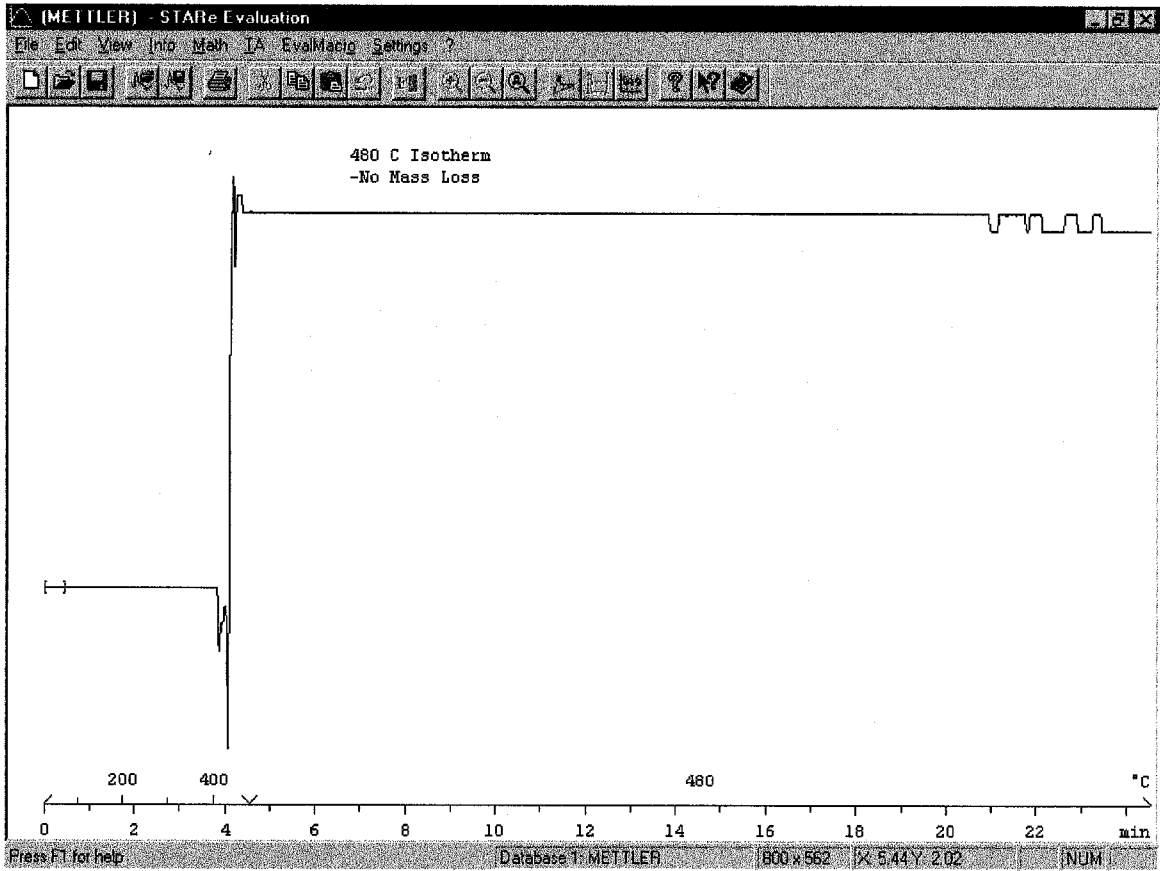 (METTLER) - STARe Evaluation
File Edit View Info Math TA EvalMacro Settings ?
480 C Isotherm
-No Mass Loss
200 400 480 °C
0 2 4 6 8 10 12 14 16 18 20 22 min
Press F1 for help Database 1: METTLER 800 x 562 X: 5.44 Y: 2.02 NUM